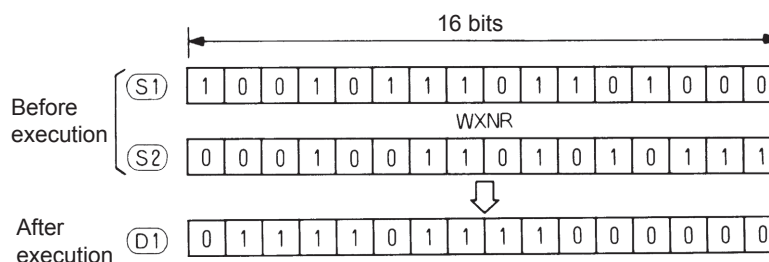 16 bits
Before
execution
S1 1 0 0 1 0 1 1 1 0 1 1 0 1 0 0 0
WXNR
S2 0 0 0 1 0 0 1 1 0 1 0 1 0 1 1 1
After
execution
D1 0 1 1 1 1 0 1 1 1 1 0 0 0 0 0 0